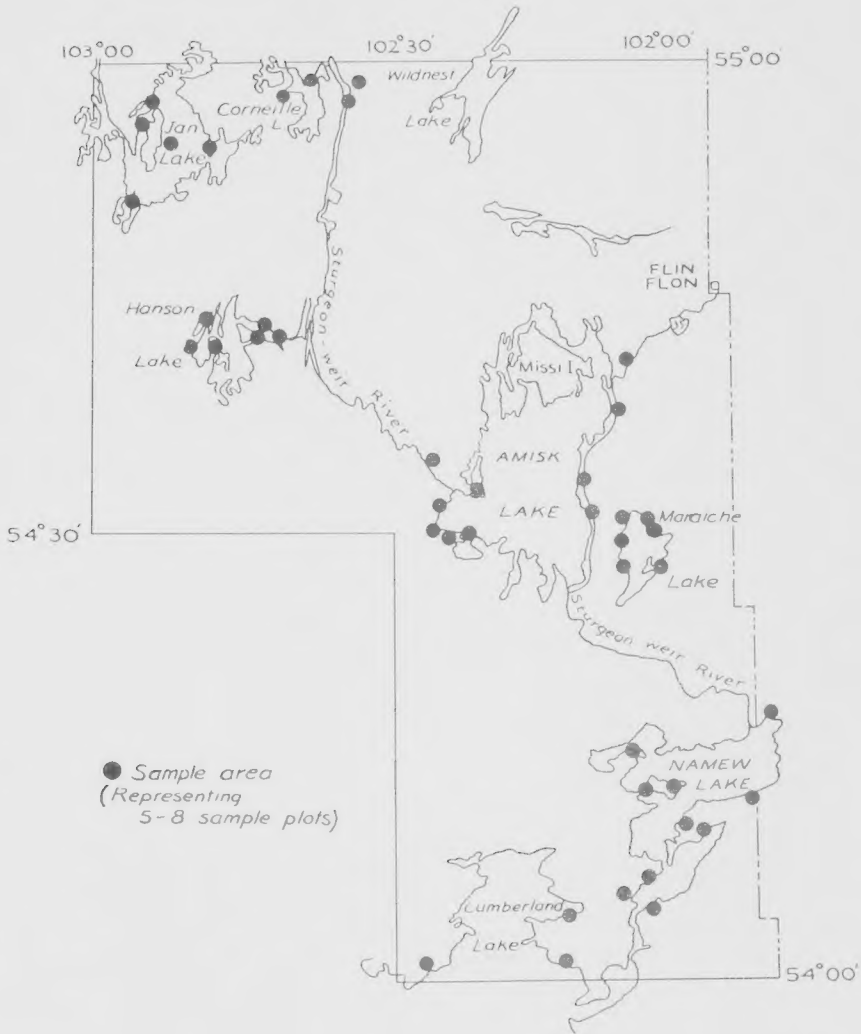 103°00'
102°30'
102°00'
55°00'
Wildnest
Lake
Corneille
L.
Jan
Lake
Sturgeon-weir River
FLIN
FLON
Hanson
Lake
Missi I.
AMISK
LAKE
54°30'
Maraiche
Lake
Sturgeon weir River
NAMEW
LAKE
Sample area
(Representing
5-8 sample plots)
Cumberland
Lake
54°00'